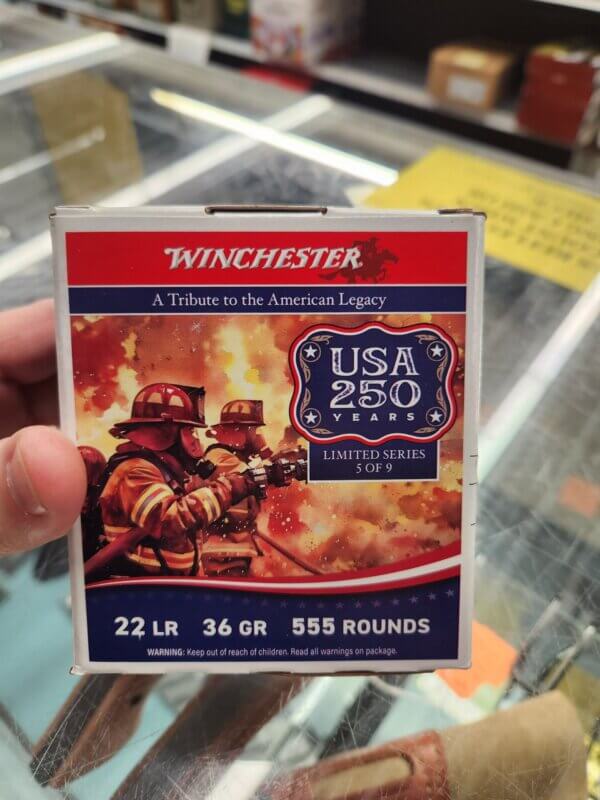 WINCHESTER
A Tribute to the American Legacy
USA
250
YEARS
LIMITED SERIES
5 OF 9
22 LR 36 GR 555 ROUNDS
WARNING: Keep out of reach of children. Read all warnings on package.